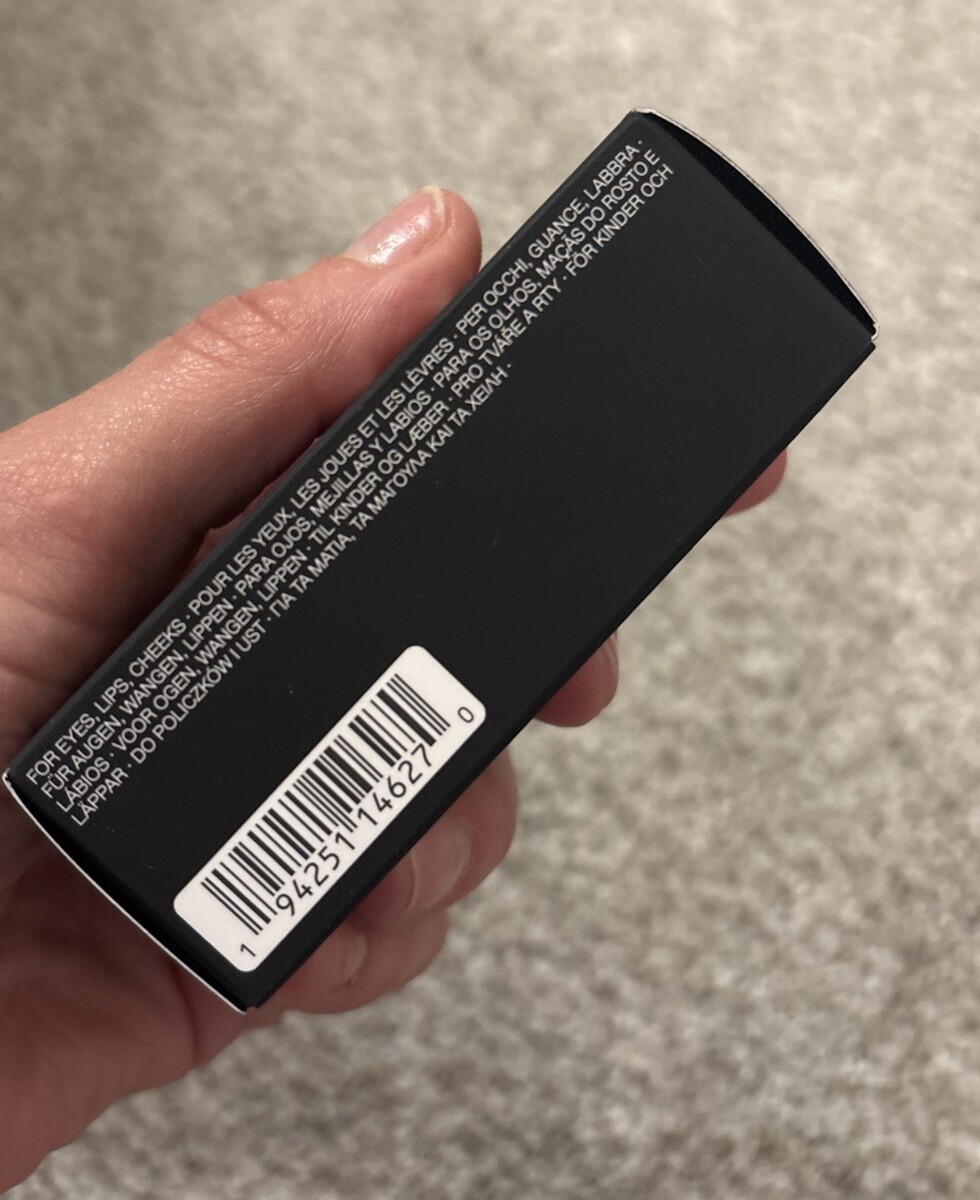 FOR EYES, LIPS, CHEEKS · POUR LES YEUX, LES JOUES ET LES LÈVRES · PER OCCHI, GUANCE, LABBRA ·
FÜR AUGEN, WANGEN, LIPPEN · PARA OJOS, MEJILLAS Y LABIOS · PARA OS OLHOS, MAÇÃS DO ROSTO E
LÁBIOS · VOOR OGEN, WANGEN, LIPPEN · TIL KINDER OG LÆBER · PRO TVÁŘE A RTY · FÖR KINDER OCH
LÄPPAR · DO POLICZKÓW I UST · ΓΙΑ ΤΑ ΜΑΤΙΑ, ΤΑ ΜΑΓΟΥΛΑ ΚΑΙ ΤΑ ΧΕΙΛΗ ·
1 94251 14627 0